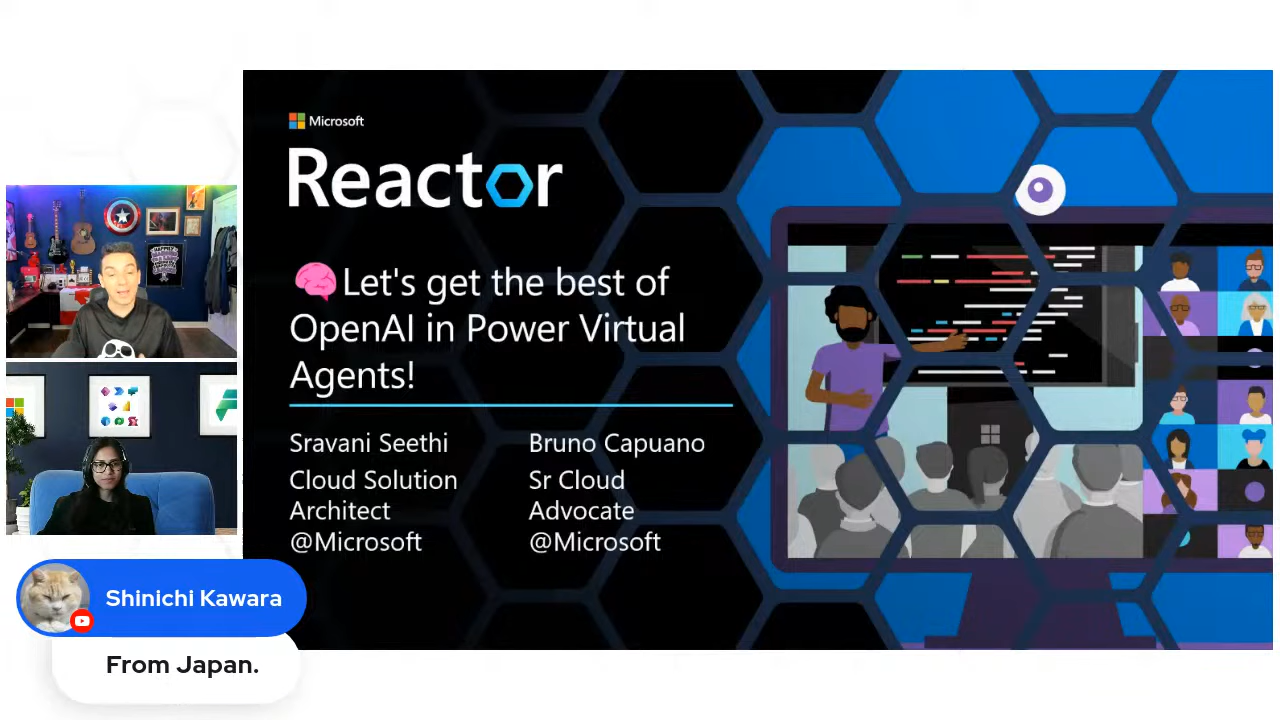 Microsoft
Reactor
Let's get the best of
OpenAI in Power Virtual
Agents!
Sravani Seethi
Cloud Solution
Architect
@Microsoft
Bruno Capuano
Sr Cloud
Advocate
@Microsoft
Shinichi Kawara
From Japan.